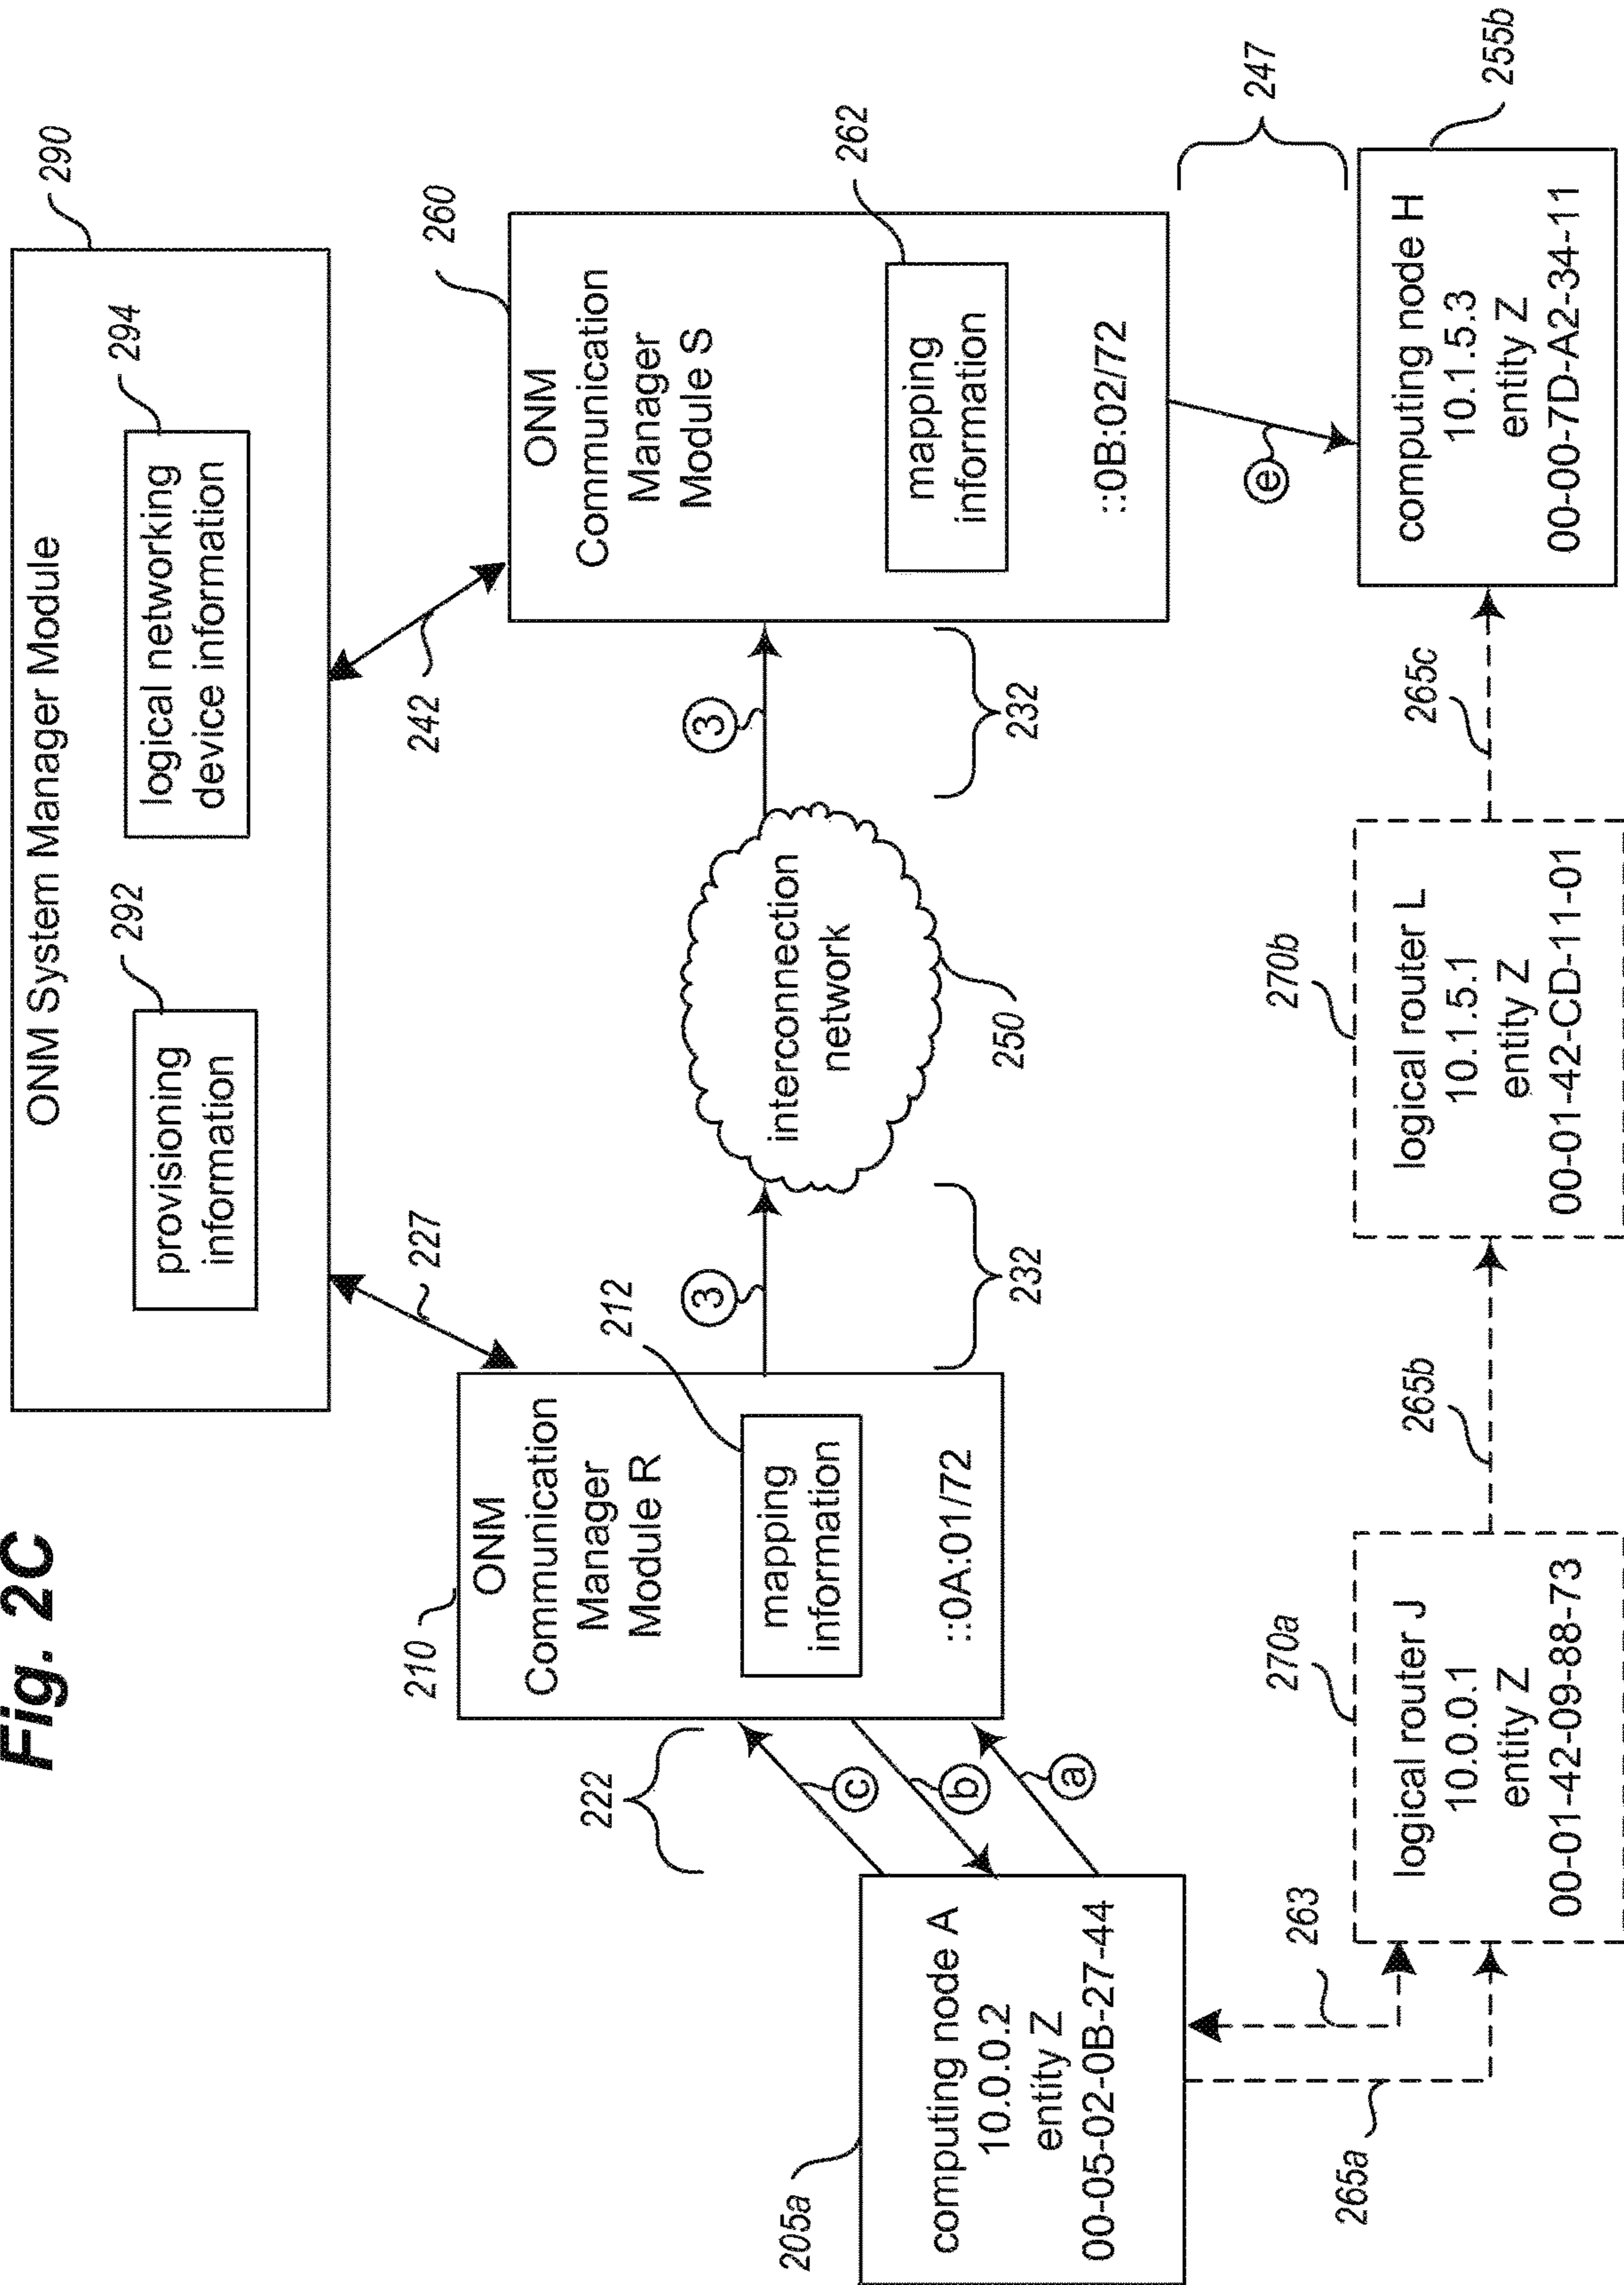 Fig. 2C
ONM System Manager Module
290
292
provisioning
information
294
logical networking
device information
227
242
210
ONM
Communication
Manager
Module R
212
mapping
information
::0A:01/72
260
ONM
Communication
Manager
Module S
262
mapping
information
::0B:02/72
3
232
interconnection
network
250
3
232
222
c
b
a
e
247
205a
computing node A
10.0.0.2
entity Z
00-05-02-0B-27-44
263
265a
270a
logical router J
10.0.0.1
entity Z
00-01-42-09-88-73
265b
270b
logical router L
10.1.5.1
entity Z
00-01-42-CD-11-01
265c
computing node H
10.1.5.3
entity Z
00-00-7D-A2-34-11
255b